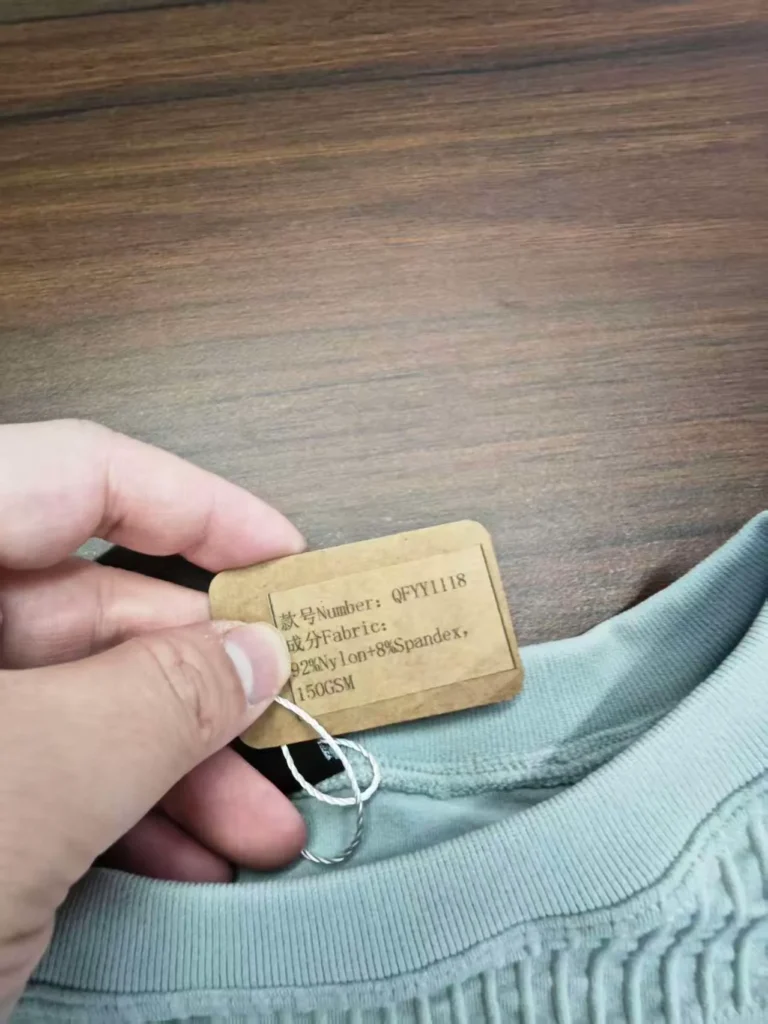 款号Number: QFYY1118
成分Fabric:
92%Nylon+8%Spandex,
150GSM